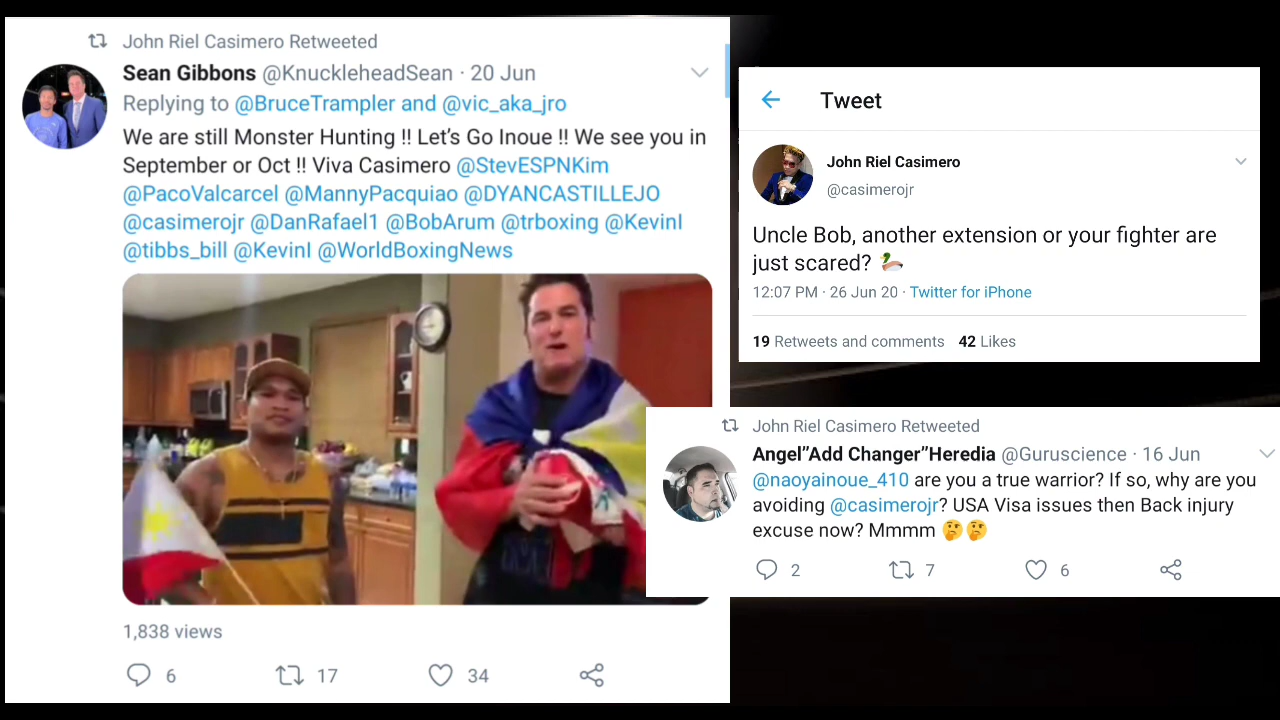 John Riel Casimero Retweeted
Sean Gibbons @KnuckleheadSean · 20 Jun
Replying to @BruceTrampler and @vic_aka_jro
We are still Monster Hunting !! Let's Go Inoue !! We see you in
September or Oct !! Viva Casimero @StevESPNKim
@PacoValcarcel @MannyPacquiao @DYANCASTILLEJO
@casimerojr @DanRafael1 @BobArum @trboxing @KevinI
@tibbs_bill @KevinI @WorldBoxingNews
1,838 views
6 17 34
Tweet
John Riel Casimero
@casimerojr
Uncle Bob, another extension or your fighter are
just scared? 🦆
12:07 PM · 26 Jun 20 · Twitter for iPhone
19 Retweets and comments 42 Likes
John Riel Casimero Retweeted
Angel"Add Changer"Heredia @Guruscience · 16 Jun
@naoyainoue_410 are you a true warrior? If so, why are you
avoiding @casimerojr? USA Visa issues then Back injury
excuse now? Mmmm 🤔🤔
2 7 6